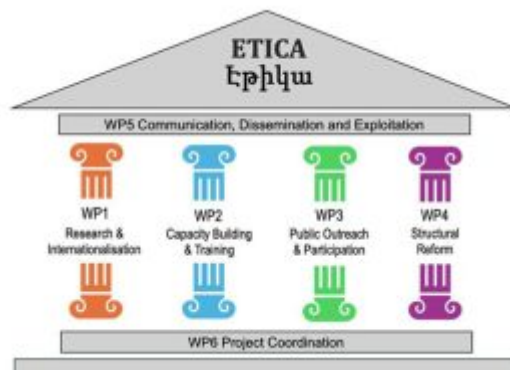 ETICA
էթիկա
WP5 Communication, Dissemination and Exploitation
WP1
Research &
Internationalisation
WP2
Capacity Building
& Training
WP3
Public Outreach
& Participation
WP4
Structural
Reform
WP6 Project Coordination